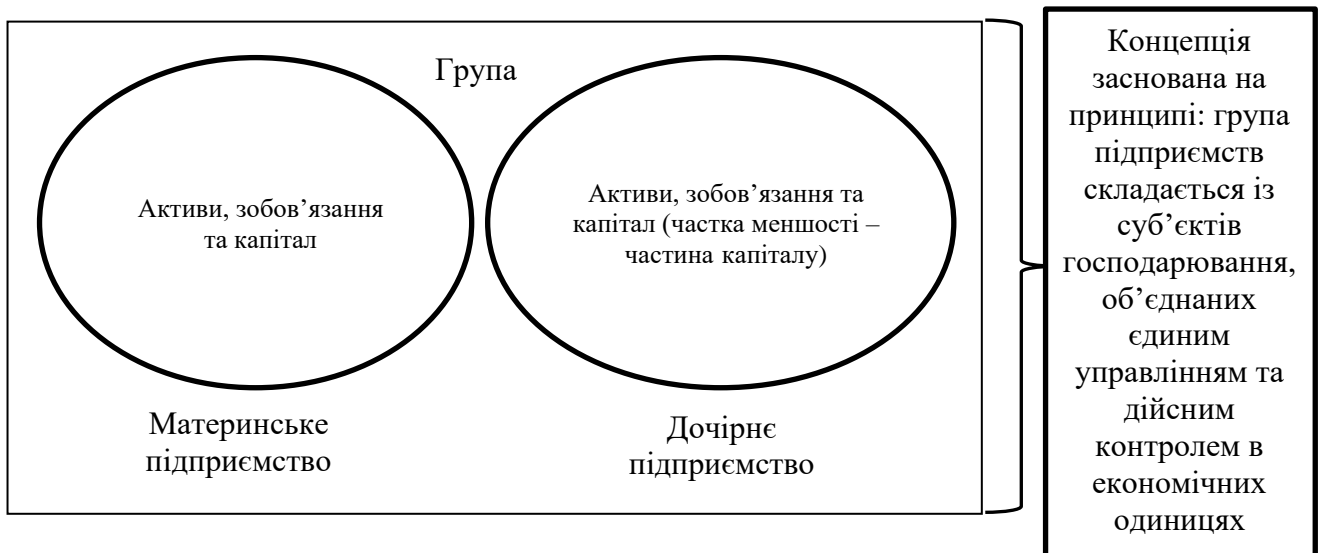 Група
Активи, зобов’язання
та капітал
Активи, зобов’язання та
капітал (частка меншості –
частина капіталу)
Материнське
підприємство
Дочірнє
підприємство
Концепція
заснована на
принципі: група
підприємств
складається із
суб’єктів
господарювання,
об’єднаних
єдиним
управлінням та
дійсним
контролем в
економічних
одиницях